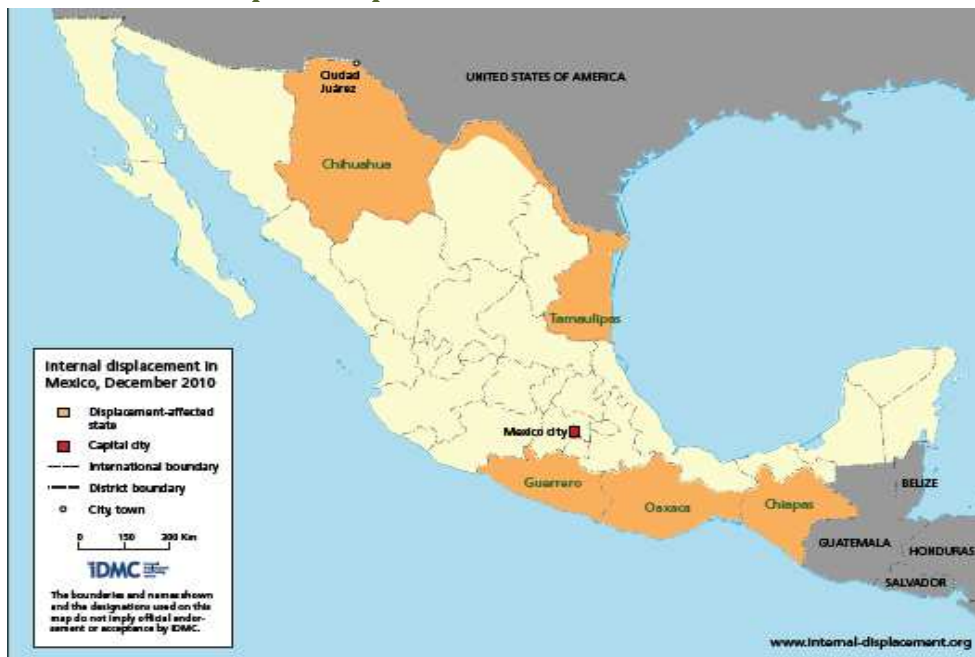 UNITED STATES OF AMERICA
Ciudad
Juárez
Chihuahua
Tamaulipas
Mexico city
Guerrero
Oaxaca
Chiapas
BELIZE
GUATEMALA
HONDURAS
SALVADOR
Internal displacement in
Mexico, December 2010
Displacement-affected
state
Capital city
International boundary
District boundary
City, town
0 150 300 Km
iDMC
The boundaries and names shown
and the designations used on this
map do not imply official endor-
sement or acceptance by IDMC.
www.internal-displacement.org